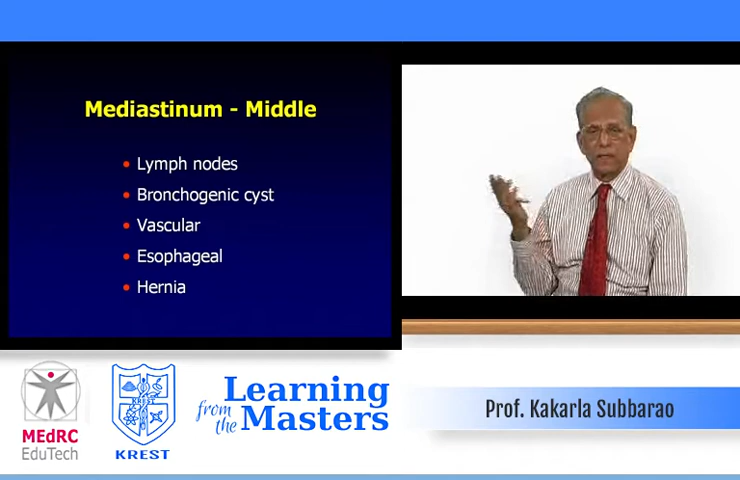 Mediastinum - Middle
• Lymph nodes
• Bronchogenic cyst
• Vascular
• Esophageal
• Hernia
MEdRC
EduTech
KREST
KREST
Learning
from the Masters
Prof. Kakarla Subbarao